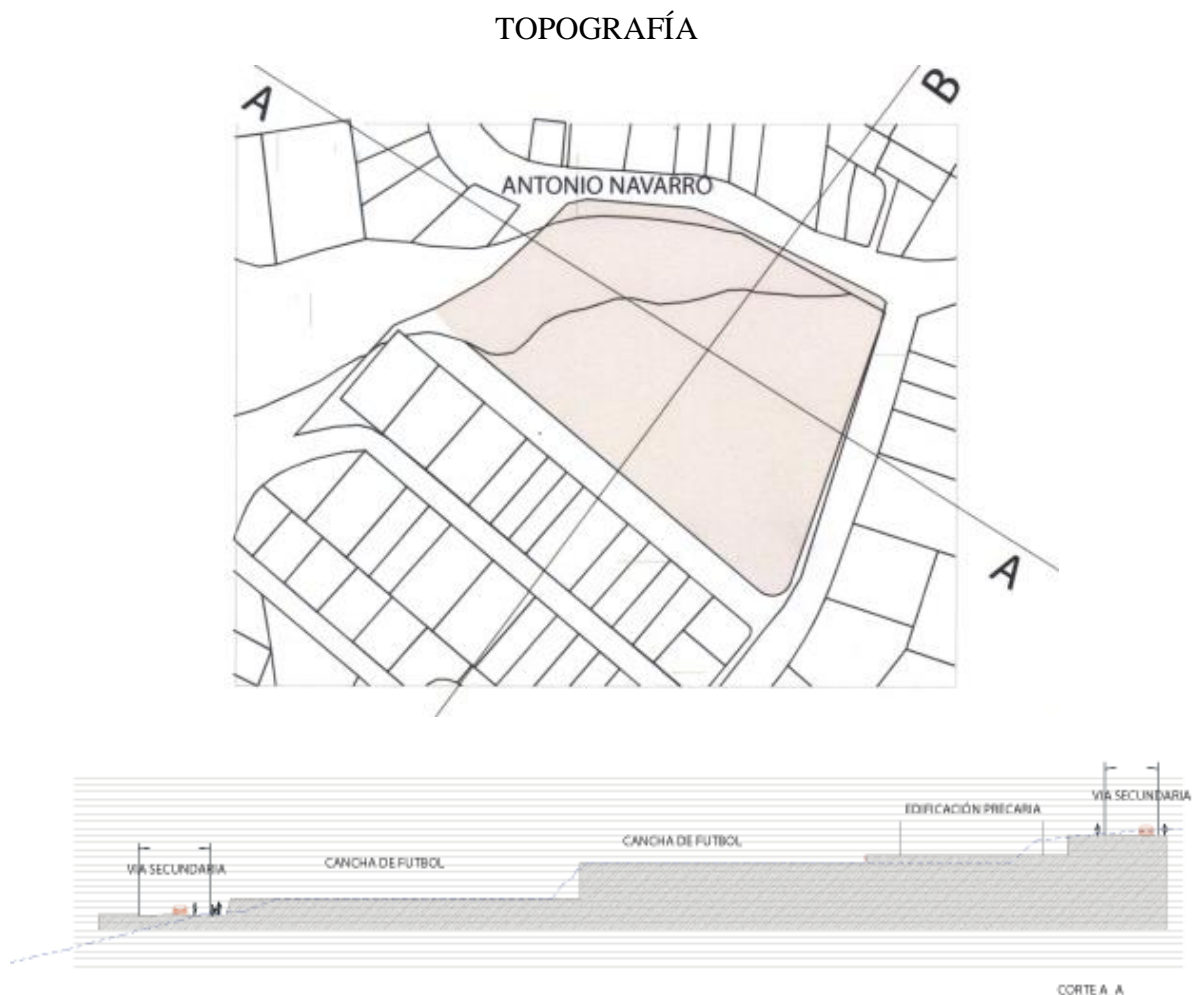 TOPOGRAFÍA
A
B
ANTONIO NAVARRO
A
VIA SECUNDARIA
EDIFICACIÓN PRECARIA
CANCHA DE FUTBOL
CANCHA DE FUTBOL
VIA SECUNDARIA
CORTE A A